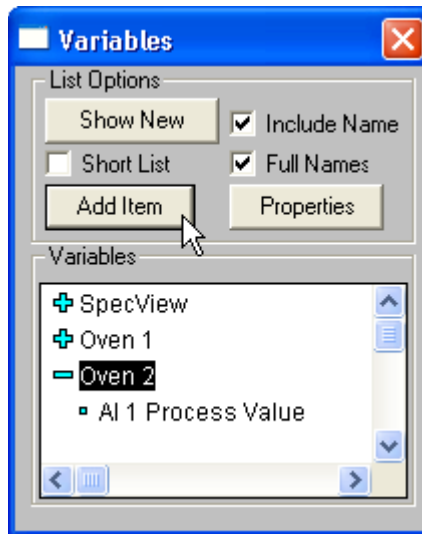 Variables
List Options
Show New
Include Name
Short List
Full Names
Add Item
Properties
Variables
SpecView
Oven 1
Oven 2
AI 1 Process Value